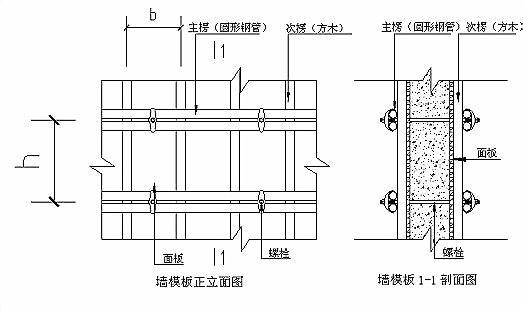 b
主楞（圆形钢管）
次楞（方木）
1
h
面板
1
螺栓
墙模板正立面图
主楞（圆形钢管）
次楞（方木）
面板
螺栓
墙模板1-1剖面图